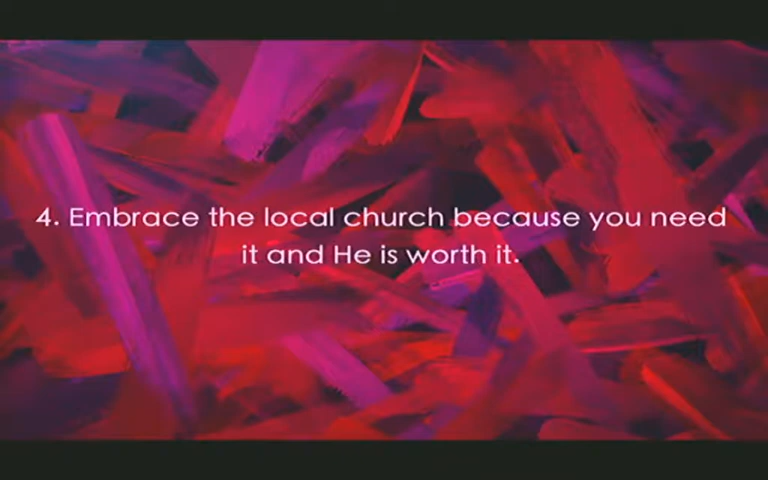 4. Embrace the local church because you need
it and He is worth it.